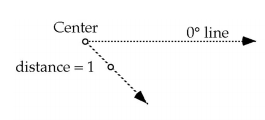 Center
0° line
distance = 1